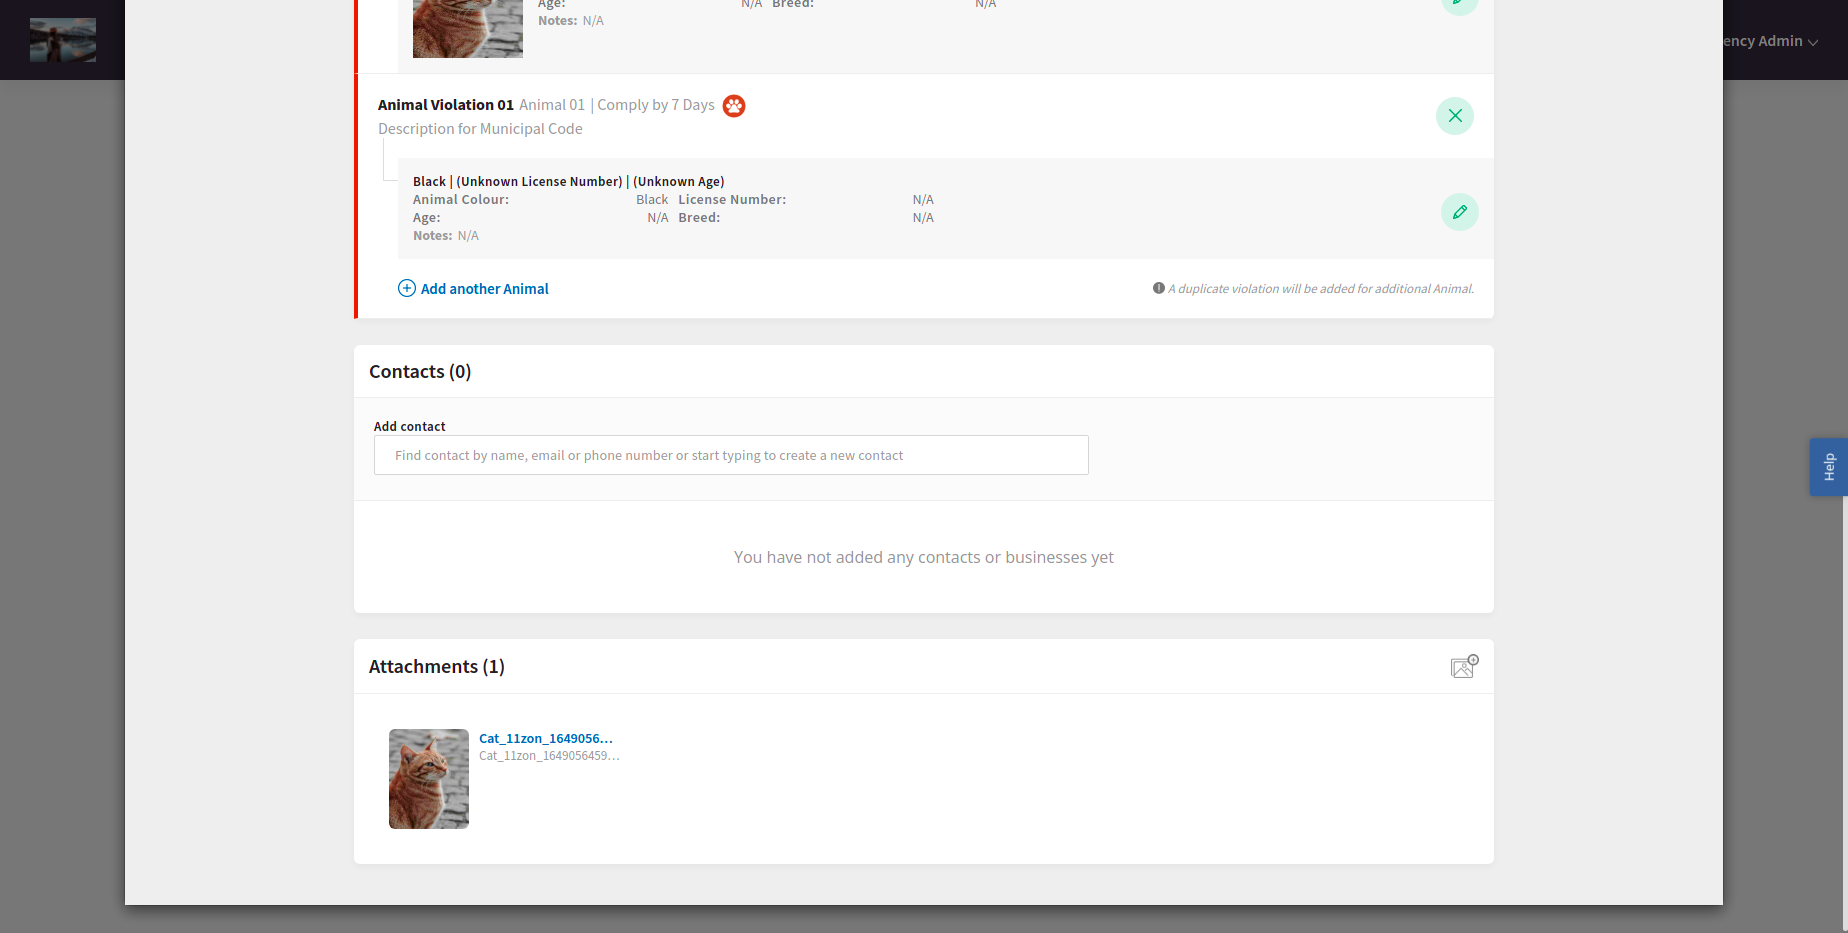 Age: N/A Breed: N/A
Notes: N/A
ency Admin
Animal Violation 01 Animal 01 | Comply by 7 Days
Description for Municipal Code
Black | (Unknown License Number) | (Unknown Age)
Animal Colour: Black License Number: N/A
Age: N/A Breed: N/A
Notes: N/A
Add another Animal
A duplicate violation will be added for additional Animal.
Contacts (0)
Add contact
Find contact by name, email or phone number or start typing to create a new contact
Help
You have not added any contacts or businesses yet
Attachments (1)
Cat_11zon_1649056...
Cat_11zon_1649056459...